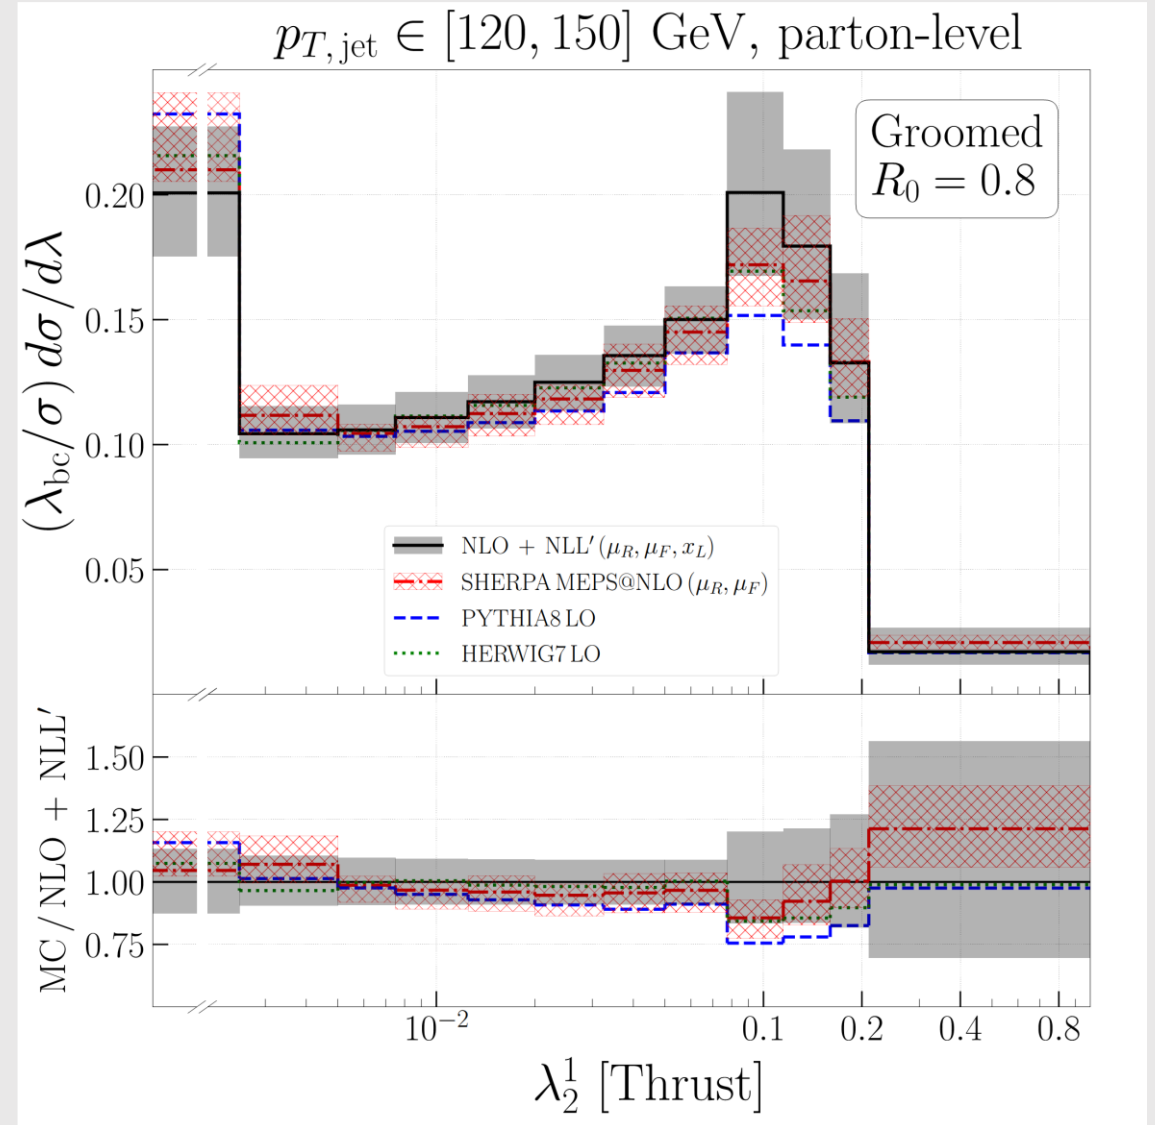 p_{T, jet} ∈ [120, 150] GeV, parton-level
Groomed
R_0 = 0.8
(λ_bc/σ) dσ/dλ
0.20
0.15
0.10
0.05
NLO + NLL′ (μ_R, μ_F, x_L)
SHERPA MEPS@NLO (μ_R, μ_F)
PYTHIA8 LO
HERWIG7 LO
MC / NLO + NLL′
1.50
1.25
1.00
0.75
10^{−2} 0.1 0.2 0.4 0.8
λ^1_2 [Thrust]